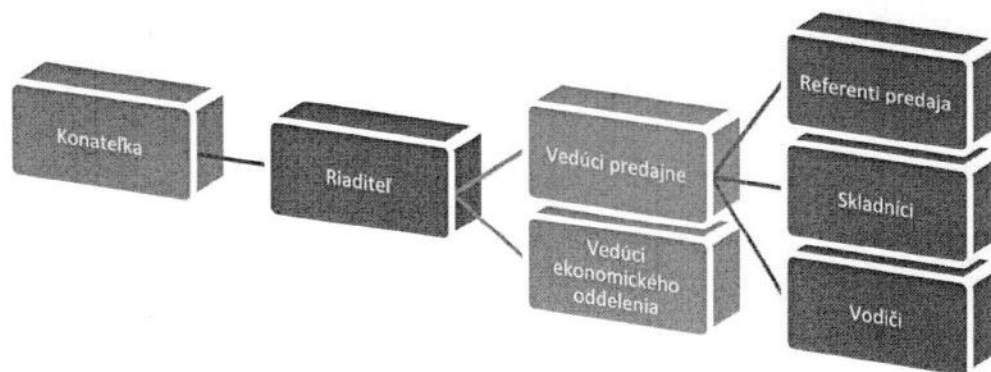 Konateľka
Riaditeľ
Vedúci predajne
Vedúci
ekonomického
oddelenia
Referenti predaja
Skladníci
Vodiči